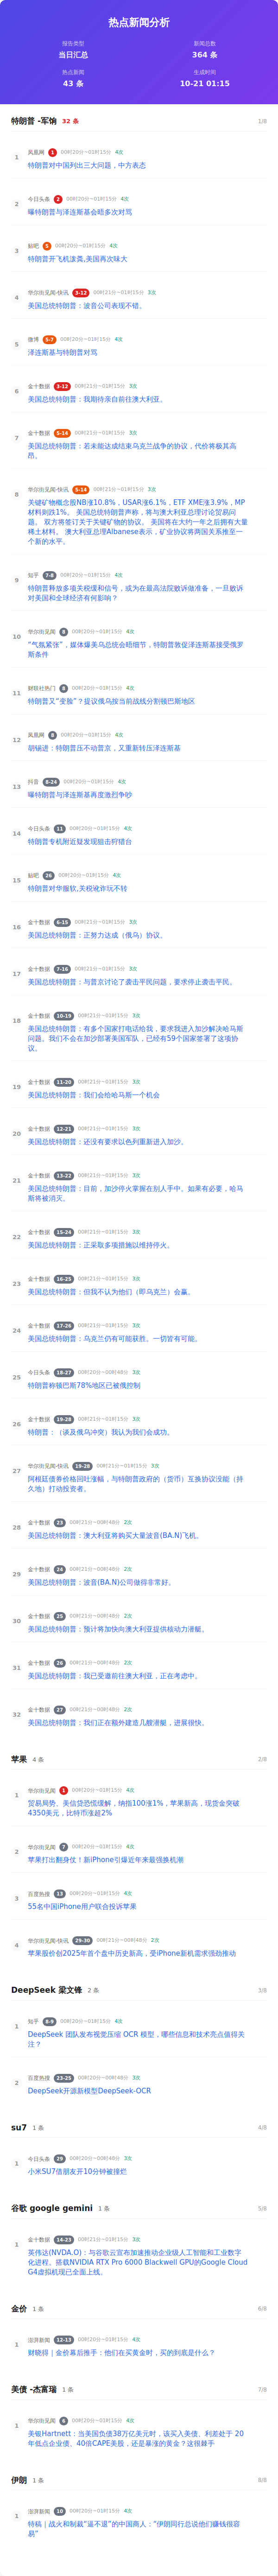 热点新闻分析
报告类型
当日汇总
新闻总数
364 条
热点新闻
43 条
生成时间
10-21 01:15
特朗普 -军饷 32 条 1/8
1 凤凰网 1 00时20分~01时15分 4次
特朗普对中国列出三大问题，中方表态
2 今日头条 2 00时20分~01时15分 4次
曝特朗普与泽连斯基会晤多次对骂
3 贴吧 5 00时20分~01时15分 4次
特朗普开飞机泼粪,美国再次味大
4 华尔街见闻-快讯 3-12 00时21分~01时15分 3次
美国总统特朗普：波音公司表现不错。
5 微博 5-7 00时20分~01时15分 4次
泽连斯基与特朗普对骂
6 金十数据 3-12 00时21分~01时15分 3次
美国总统特朗普：我期待亲自前往澳大利亚。
7 金十数据 5-14 00时21分~01时15分 3次
美国总统特朗普：若未能达成结束乌克兰战争的协议，代价将极其高
昂。
8 华尔街见闻-快讯 5-14 00时21分~01时15分 3次
关键矿物概念股NB涨10.8%，USAR涨6.1%，ETF XME涨3.9%，MP
材料则跌1%。 美国总统特朗普声称，将与澳大利亚总理讨论贸易问
题。 双方将签订关于关键矿物的协议。 美国将在大约一年之后拥有大量
稀土材料。 澳大利亚总理Albanese表示，矿业协议将两国关系推至一
个新的水平。
9 知乎 7-8 00时20分~01时15分 4次
特朗普释放多项关税缓和信号，或为在最高法院败诉做准备，一旦败诉
对美国和全球经济有何影响？
10 华尔街见闻 8 00时20分~01时15分 4次
“气氛紧张”，媒体爆美乌总统会晤细节，特朗普敦促泽连斯基接受俄罗
斯条件
11 财联社热门 8 00时20分~01时15分 4次
特朗普又“变脸”？提议俄乌按当前战线分割顿巴斯地区
12 凤凰网 8 00时20分~01时15分 4次
胡锡进：特朗普压不动普京，又重新转压泽连斯基
13 抖音 8-24 00时20分~01时15分 4次
曝特朗普与泽连斯基再度激烈争吵
14 今日头条 11 00时20分~01时15分 4次
特朗普专机附近疑发现狙击狩猎台
15 贴吧 26 00时20分~01时15分 4次
特朗普对华服软,关税讹诈玩不转
16 金十数据 6-15 00时21分~01时15分 3次
美国总统特朗普：正努力达成（俄乌）协议。
17 金十数据 7-16 00时21分~01时15分 3次
美国总统特朗普：与普京讨论了袭击平民问题，要求停止袭击平民。
18 金十数据 10-19 00时21分~01时15分 3次
美国总统特朗普：有多个国家打电话给我，要求我进入加沙解决哈马斯
问题。我们不会在加沙部署美国军队，已经有59个国家签署了这项协
议。
19 金十数据 11-20 00时21分~01时15分 3次
美国总统特朗普；我们会给哈马斯一个机会
20 金十数据 12-21 00时21分~01时15分 3次
美国总统特朗普：还没有要求以色列重新进入加沙。
21 金十数据 13-22 00时21分~01时15分 3次
美国总统特朗普：目前，加沙停火掌握在别人手中。如果有必要，哈马
斯将被消灭。
22 金十数据 15-24 00时21分~01时15分 3次
美国总统特朗普：正采取多项措施以维持停火。
23 金十数据 16-25 00时21分~01时15分 3次
美国总统特朗普：但我不认为他们（即乌克兰）会赢。
24 金十数据 17-26 00时21分~01时15分 3次
美国总统特朗普：乌克兰仍有可能获胜。一切皆有可能。
25 今日头条 18-27 00时20分~00时48分 3次
特朗普称顿巴斯78%地区已被俄控制
26 金十数据 19-28 00时21分~01时15分 3次
特朗普：（谈及俄乌冲突）我认为我们会成功。
27 华尔街见闻-快讯 19-28 00时21分~01时15分 3次
阿根廷债券价格回吐涨幅，与特朗普政府的（货币）互换协议没能（持
久地）打动投资者。
28 金十数据 23 00时21分~00时48分 2次
美国总统特朗普：澳大利亚将购买大量波音(BA.N)飞机。
29 金十数据 24 00时21分~00时48分 2次
美国总统特朗普：波音(BA.N)公司做得非常好。
30 金十数据 25 00时21分~00时48分 2次
美国总统特朗普：预计将加快向澳大利亚提供核动力潜艇。
31 金十数据 26 00时21分~00时48分 2次
美国总统特朗普：我已受邀前往澳大利亚，正在考虑中。
32 金十数据 27 00时21分~00时48分 2次
美国总统特朗普：我们正在额外建造几艘潜艇，进展很快。
苹果 4 条 2/8
1 华尔街见闻 1 00时20分~01时15分 4次
贸易局势、美信贷恐慌缓解，纳指100涨1%，苹果新高，现货金突破
4350美元，比特币涨超2%
2 华尔街见闻 7 00时20分~01时15分 4次
苹果打出翻身仗！新iPhone引爆近年来最强换机潮
3 百度热搜 13 00时20分~01时15分 4次
55名中国iPhone用户联合投诉苹果
4 华尔街见闻-快讯 29-30 00时21分~00时48分 2次
苹果股价创2025年首个盘中历史新高，受iPhone新机需求强劲推动
DeepSeek 梁文锋 2 条 3/8
1 知乎 8-9 00时20分~01时15分 4次
DeepSeek 团队发布视觉压缩 OCR 模型，哪些信息和技术亮点值得关
注？
2 百度热搜 23-25 00时20分~00时48分 3次
DeepSeek开源新模型DeepSeek-OCR
su7 1 条 4/8
1 今日头条 29 00时20分~00时48分 3次
小米SU7借朋友开10分钟被撞烂
谷歌 google gemini 1 条 5/8
1 金十数据 14-23 00时21分~01时15分 3次
英伟达(NVDA.O)：与谷歌云宣布加速推动企业级人工智能和工业数字
化进程。搭载NVIDIA RTX Pro 6000 Blackwell GPU的Google Cloud
G4虚拟机现已全面上线。
金价 1 条 6/8
1 澎湃新闻 12-13 00时20分~01时15分 4次
财晓得｜金价幕后推手：他们在买黄金时，买的到底是什么？
美债 -杰富瑞 1 条 7/8
1 华尔街见闻 6 00时20分~01时15分 4次
美银Hartnett：当美国负债38万亿美元时，该买入美债、利差处于 20
年低点企业债、40倍CAPE美股，还是暴涨的黄金？这很棘手
伊朗 1 条 8/8
1 澎湃新闻 10 00时20分~01时15分 4次
特稿｜战火和制裁“逼不退”的中国商人：“伊朗同行总说他们赚钱很容
易”